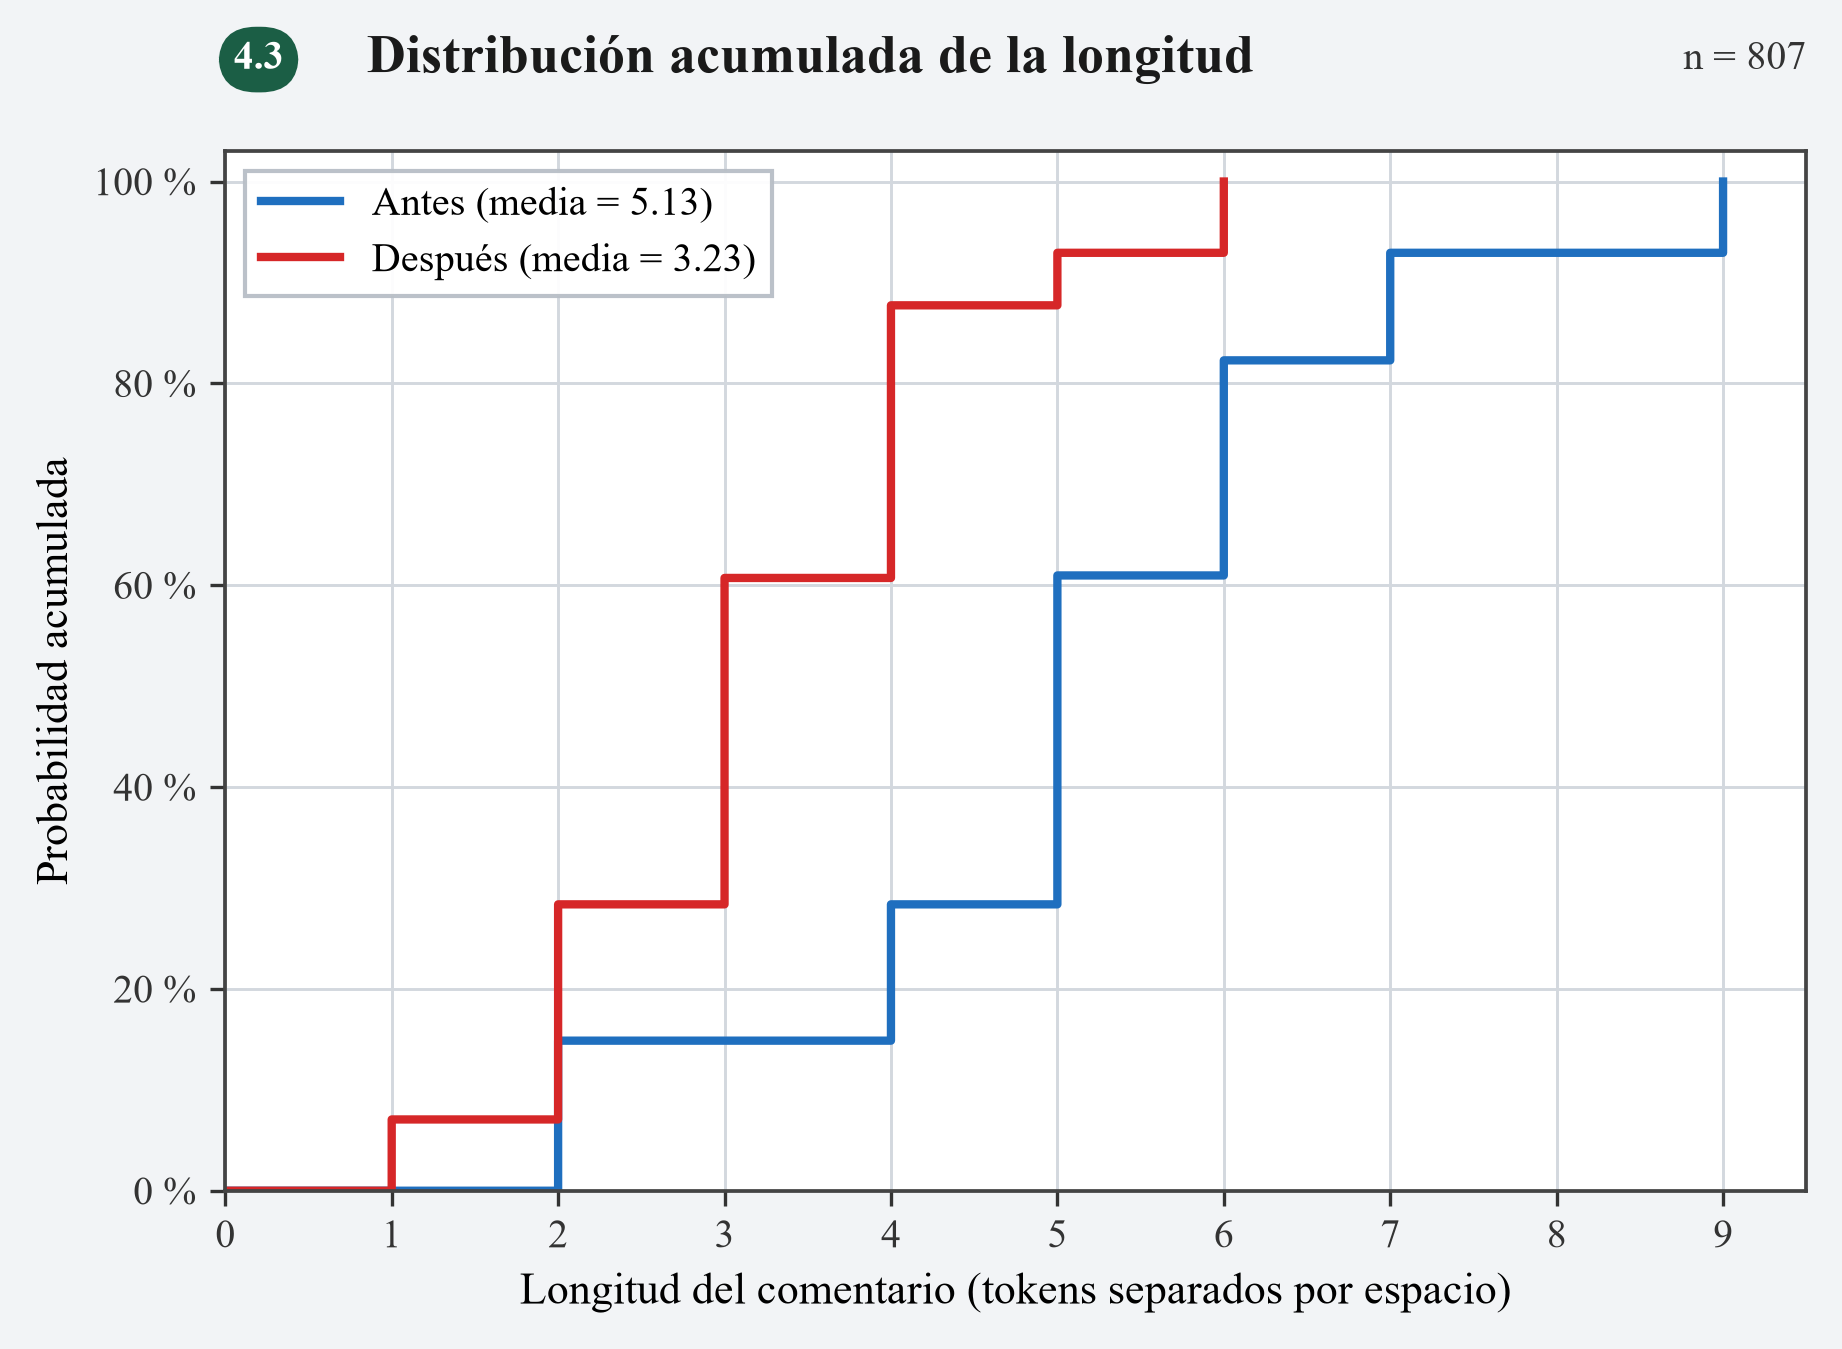 4.3 Distribución acumulada de la longitud n = 807
Antes (media = 5.13)
Después (media = 3.23)
100 %
80 %
60 %
40 %
20 %
0 %
Probabilidad acumulada
0 1 2 3 4 5 6 7 8 9
Longitud del comentario (tokens separados por espacio)